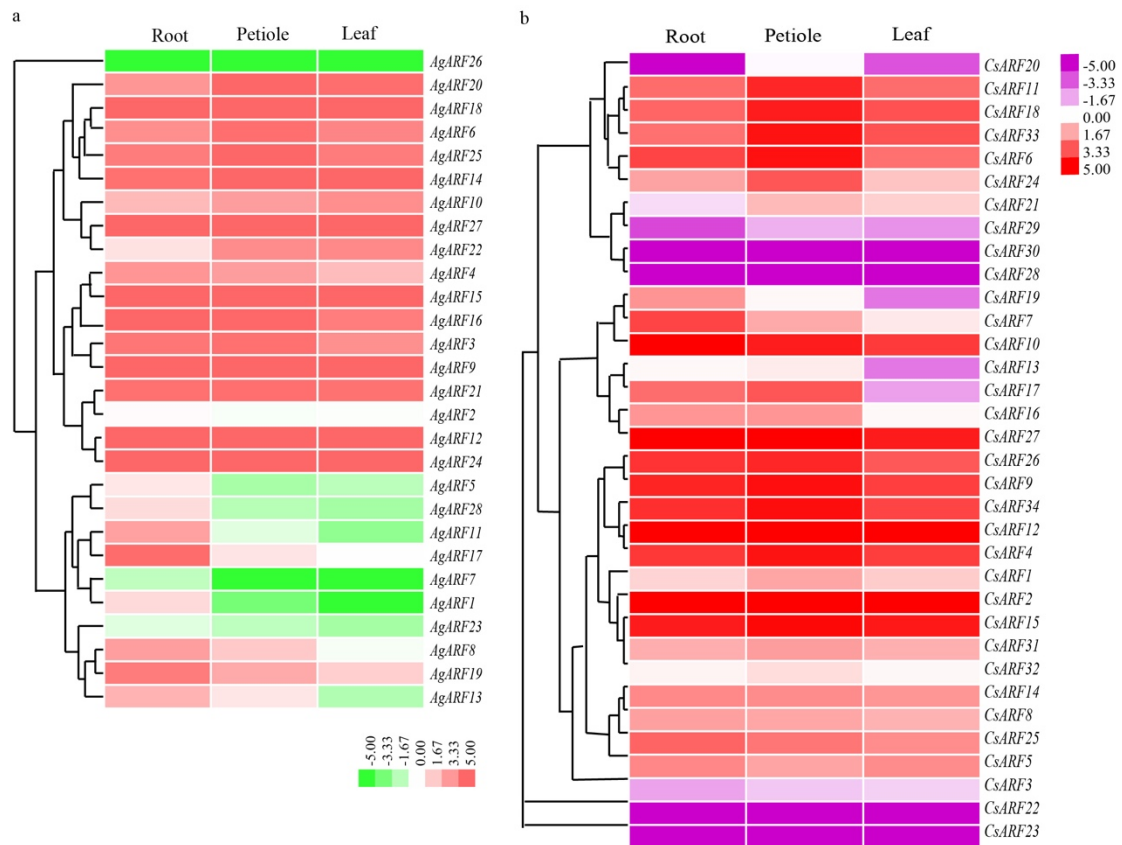 a
Root Petiole Leaf
AgARF26
AgARF20
AgARF18
AgARF6
AgARF25
AgARF14
AgARF10
AgARF27
AgARF22
AgARF4
AgARF15
AgARF16
AgARF3
AgARF9
AgARF21
AgARF2
AgARF12
AgARF24
AgARF5
AgARF28
AgARF11
AgARF17
AgARF7
AgARF1
AgARF23
AgARF8
AgARF19
AgARF13
-5.00 -3.33 -1.67 0.00 1.67 3.33 5.00
b
Root Petiole Leaf
CsARF20
CsARF11
CsARF18
CsARF33
CsARF6
CsARF24
CsARF21
CsARF29
CsARF30
CsARF28
CsARF19
CsARF7
CsARF10
CsARF13
CsARF17
CsARF16
CsARF27
CsARF26
CsARF9
CsARF34
CsARF12
CsARF4
CsARF1
CsARF2
CsARF15
CsARF31
CsARF32
CsARF14
CsARF8
CsARF25
CsARF5
CsARF3
CsARF22
CsARF23
-5.00
-3.33
-1.67
0.00
1.67
3.33
5.00